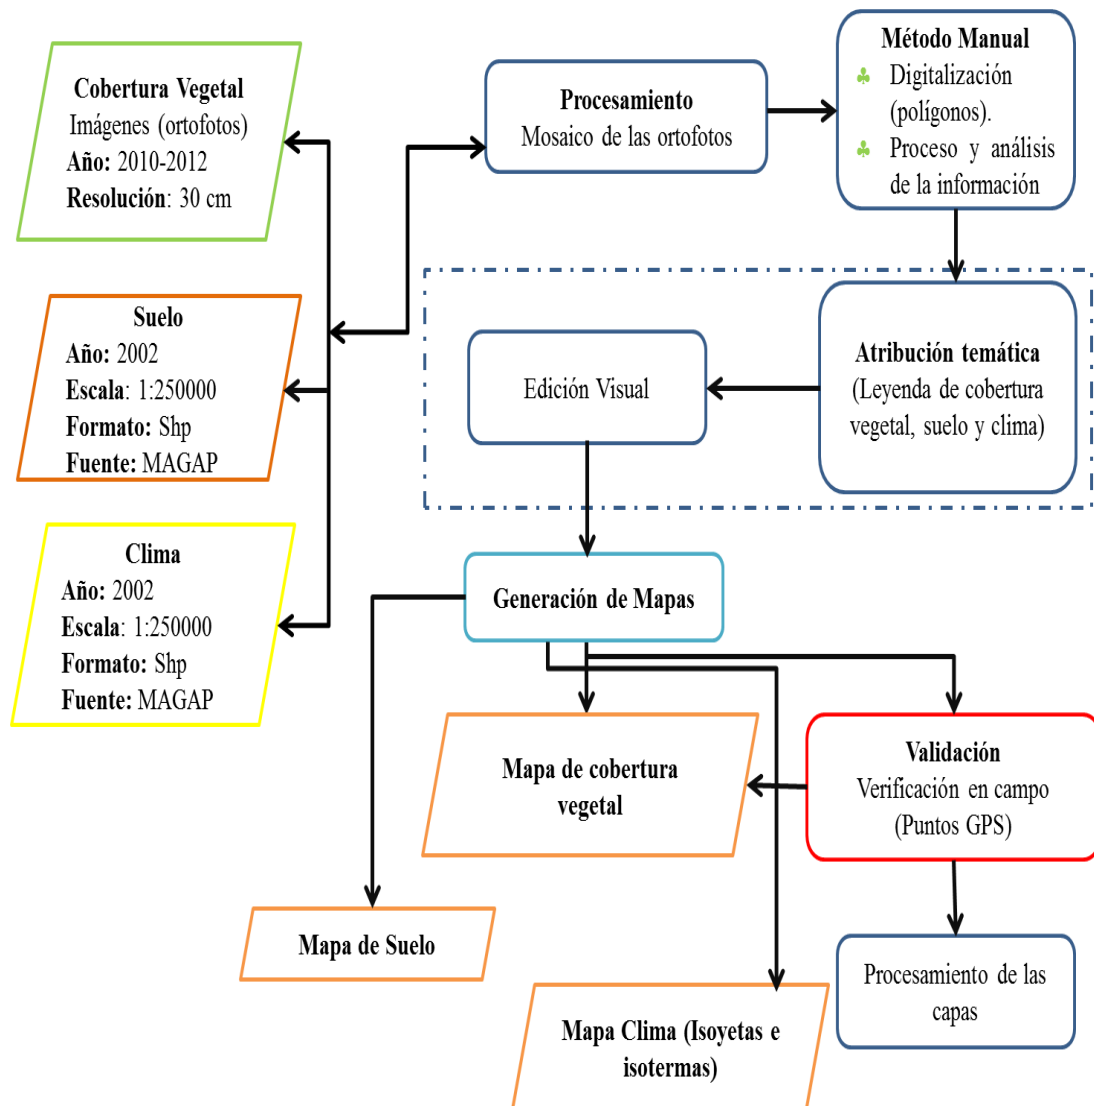 Cobertura Vegetal
Imágenes (ortofotos)
Año: 2010-2012
Resolución: 30 cm
Procesamiento
Mosaico de las ortofotos
Método Manual
Digitalización
(polígonos).
Proceso y análisis
de la información
Suelo
Año: 2002
Escala: 1:250000
Formato: Shp
Fuente: MAGAP
Edición Visual
Atribución temática
(Leyenda de cobertura
vegetal, suelo y clima)
Clima
Año: 2002
Escala: 1:250000
Formato: Shp
Fuente: MAGAP
Generación de Mapas
Mapa de cobertura
vegetal
Validación
Verificación en campo
(Puntos GPS)
Mapa de Suelo
Procesamiento de las
capas
Mapa Clima (Isoyetas e
isotermas)